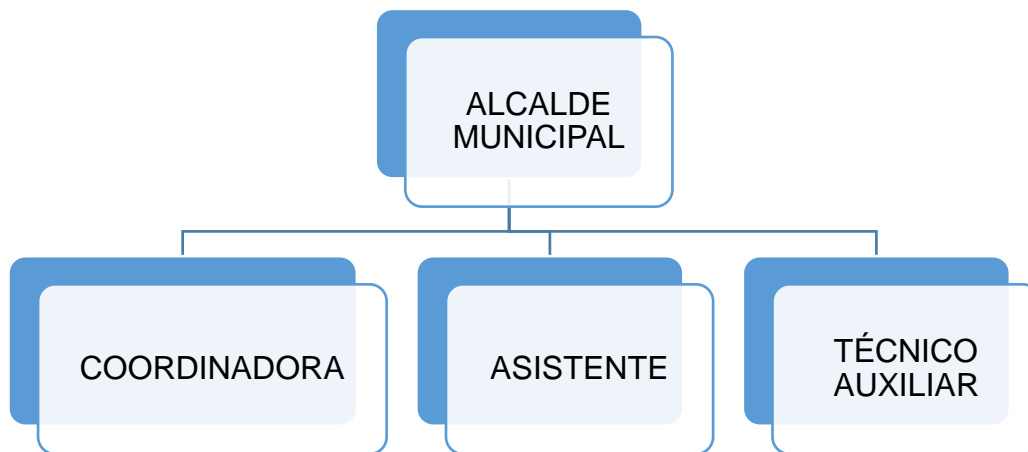 ALCALDE
MUNICIPAL
COORDINADORA
ASISTENTE
TÉCNICO
AUXILIAR